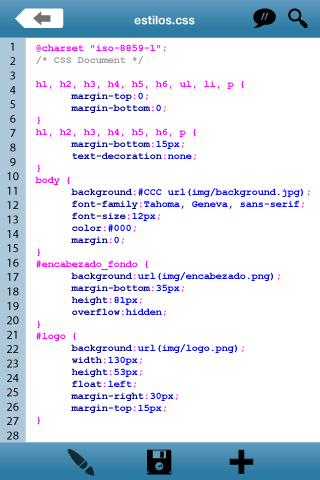 estilos.css
1 @charset "iso-8859-1";
2 /* CSS Document */
3
4 h1, h2, h3, h4, h5, h6, ul, li, p {
5 margin-top:0;
6 margin-bottom:0;
6 }
7 h1, h2, h3, h4, h5, h6, p {
8 margin-bottom:15px;
9 text-decoration:none;
9 }
10 body {
11 background:#CCC url(img/background.jpg);
12 font-family:Tahoma, Geneva, sans-serif;
13 font-size:12px;
14 color:#000;
15 margin:0;
15 }
16 #encabezado_fondo {
17 background:url(img/encabezado.png);
18 margin-bottom:35px;
19 height:81px;
20 overflow:hidden;
21 }
21 #logo {
22 background:url(img/logo.png);
23 width:130px;
24 height:53px;
24 float:left;
25 margin-right:30px;
26 margin-top:15px;
27 }
28